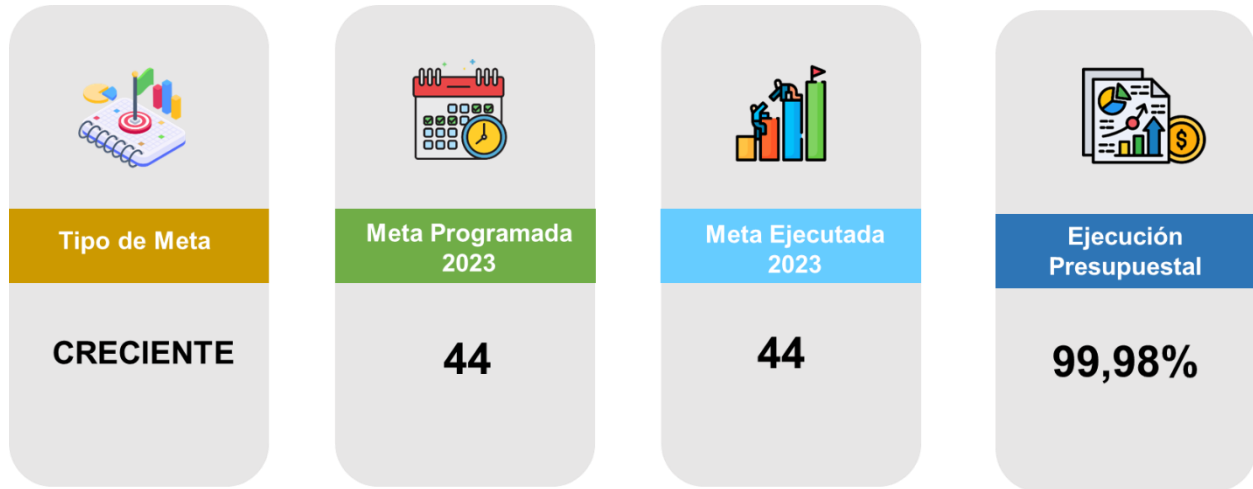 Tipo de Meta
CRECIENTE
Meta Programada
2023
44
Meta Ejecutada
2023
44
$
Ejecución
Presupuestal
99,98%